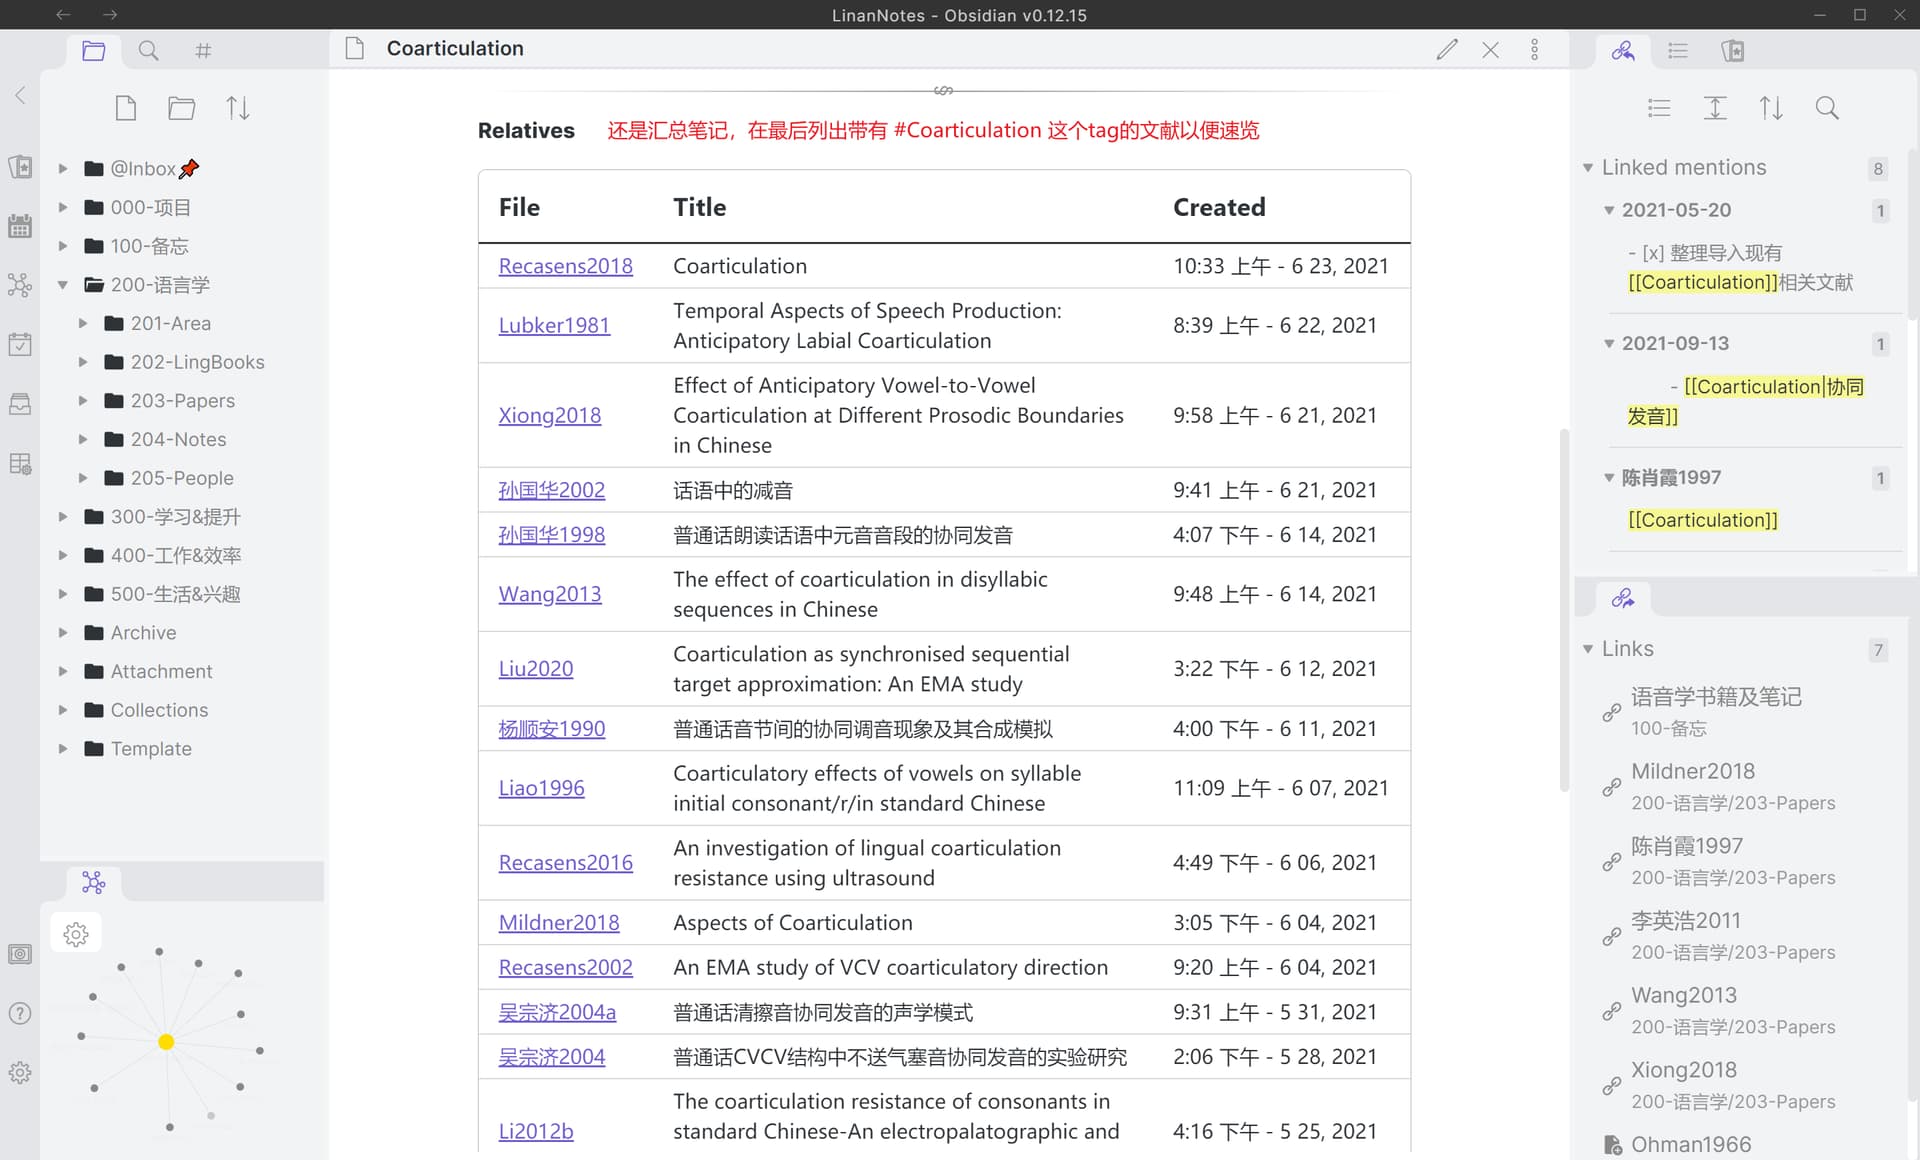 LinanNotes - Obsidian v0.12.15
Coarticulation
@Inbox
000-项目
100-备忘
200-语言学
201-Area
202-LingBooks
203-Papers
204-Notes
205-People
300-学习&提升
400-工作&效率
500-生活&兴趣
Archive
Attachment
Collections
Template
Relatives 还是汇总笔记，在最后列出带有 #Coarticulation 这个tag的文献以便速览
File Title Created
Recasens2018 Coarticulation 10:33 上午 - 6 23, 2021
Temporal Aspects of Speech Production:
Lubker1981 8:39 上午 - 6 22, 2021
Anticipatory Labial Coarticulation
Effect of Anticipatory Vowel-to-Vowel
Xiong2018 Coarticulation at Different Prosodic Boundaries 9:58 上午 - 6 21, 2021
in Chinese
孙国华2002 话语中的减音 9:41 上午 - 6 21, 2021
孙国华1998 普通话朗读话语中元音音段的协同发音 4:07 下午 - 6 14, 2021
The effect of coarticulation in disyllabic
Wang2013 9:48 上午 - 6 14, 2021
sequences in Chinese
Coarticulation as synchronised sequential
Liu2020 3:22 下午 - 6 12, 2021
target approximation: An EMA study
杨顺安1990 普通话音节间的协同调音现象及其合成模拟 4:00 下午 - 6 11, 2021
Coarticulatory effects of vowels on syllable
Liao1996 11:09 上午 - 6 07, 2021
initial consonant/r/in standard Chinese
An investigation of lingual coarticulation
Recasens2016 4:49 下午 - 6 06, 2021
resistance using ultrasound
Mildner2018 Aspects of Coarticulation 3:05 下午 - 6 04, 2021
Recasens2002 An EMA study of VCV coarticulatory direction 9:20 上午 - 6 04, 2021
吴宗济2004a 普通话清擦音协同发音的声学模式 9:31 上午 - 5 31, 2021
吴宗济2004 普通话CVCV结构中不送气塞音协同发音的实验研究 2:06 下午 - 5 28, 2021
The coarticulation resistance of consonants in
Li2012b standard Chinese-An electropalatographic and 4:16 下午 - 5 25, 2021
Linked mentions 8
2021-05-20 1
- [x] 整理导入现有
[[Coarticulation]]相关文献
2021-09-13 1
- [[Coarticulation|协同
发音]]
陈肖霞1997 1
[[Coarticulation]]
Links 7
语音学书籍及笔记
100-备忘
Mildner2018
200-语言学/203-Papers
陈肖霞1997
200-语言学/203-Papers
李英浩2011
200-语言学/203-Papers
Wang2013
200-语言学/203-Papers
Xiong2018
200-语言学/203-Papers
Ohman1966